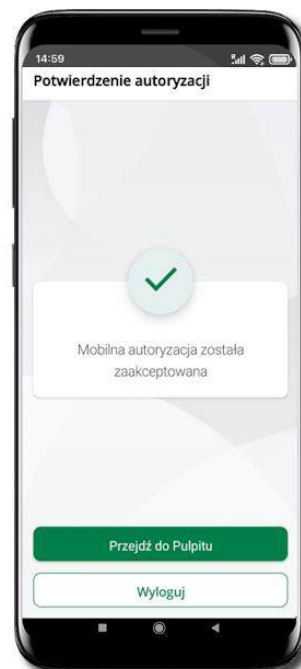 14:59
Potwierdzenie autoryzacji
Mobilna autoryzacja została
zaakceptowana
Przejdź do Pulpitu
Wyloguj